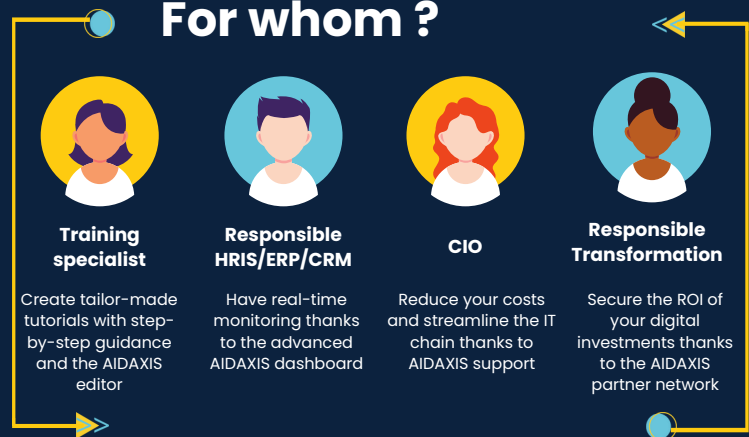 For whom ?
Training
specialist
Create tailor-made
tutorials with step-
by-step guidance
and the AIDAXIS
editor
Responsible
HRIS/ERP/CRM
Have real-time
monitoring thanks
to the advanced
AIDAXIS dashboard
CIO
Reduce your costs
and streamline the IT
chain thanks to
AIDAXIS support
Responsible
Transformation
Secure the ROI of
your digital
investments thanks
to the AIDAXIS
partner network